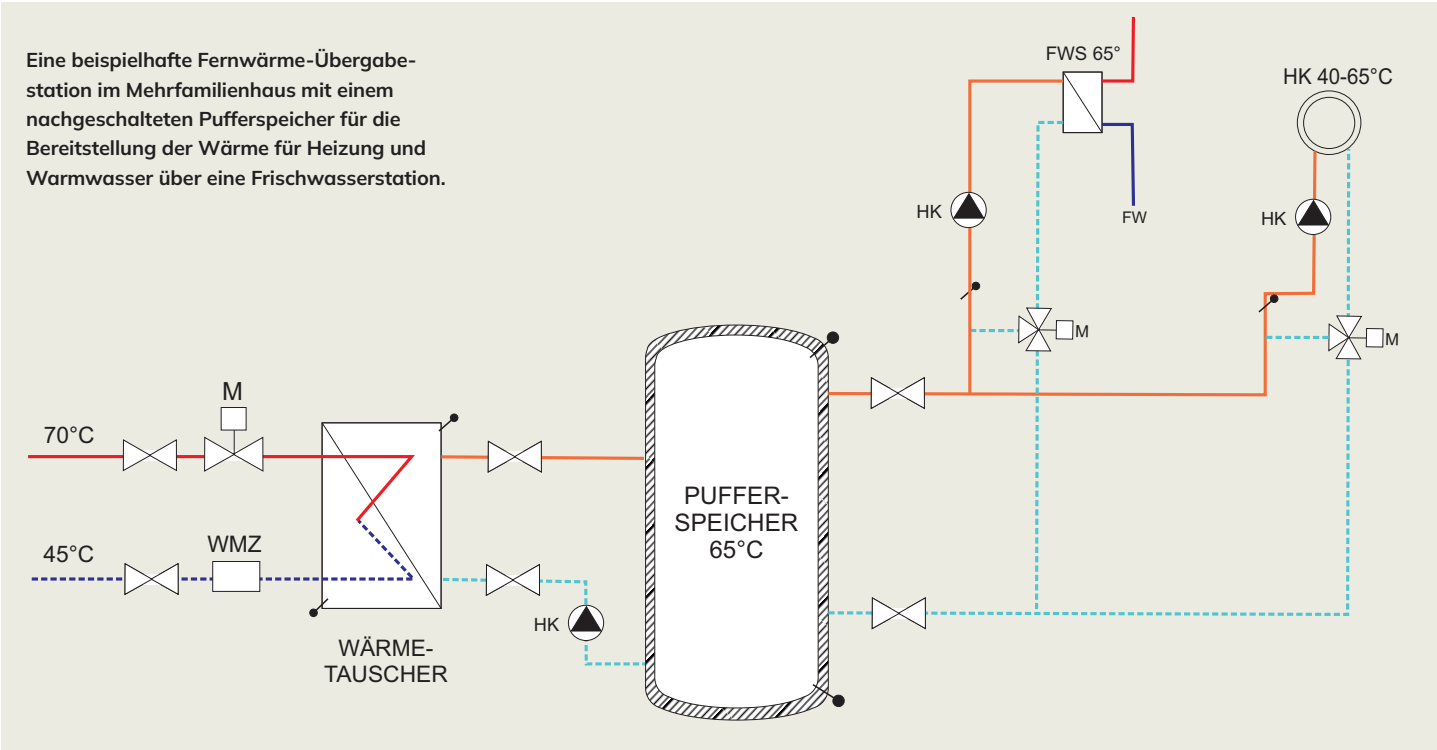 Eine beispielhafte Fernwärme-Übergabe-
station im Mehrfamilienhaus mit einem
nachgeschalteten Pufferspeicher für die
Bereitstellung der Wärme für Heizung und
Warmwasser über eine Frischwasserstation.
FWS 65°
HK 40-65°C
HK
FW
HK
M
M
M
70°C
45°C
WMZ
WÄRME-
TAUSCHER
HK
PUFFER-
SPEICHER
65°C